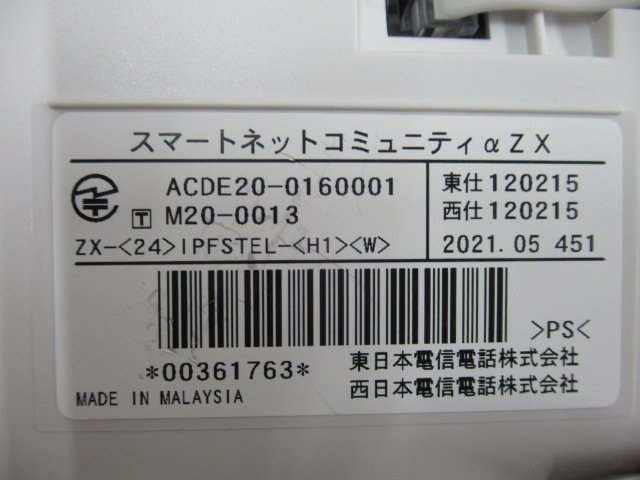 スマートネットコミュニティαZX
ACDE20-0160001
T M20-0013
ZX-<24>IPFSTEL-<H1><W>
東仕120215
西仕120215
2021.05 451
>PS<
*00361763*
東日本電信電話株式会社
西日本電信電話株式会社
MADE IN MALAYSIA